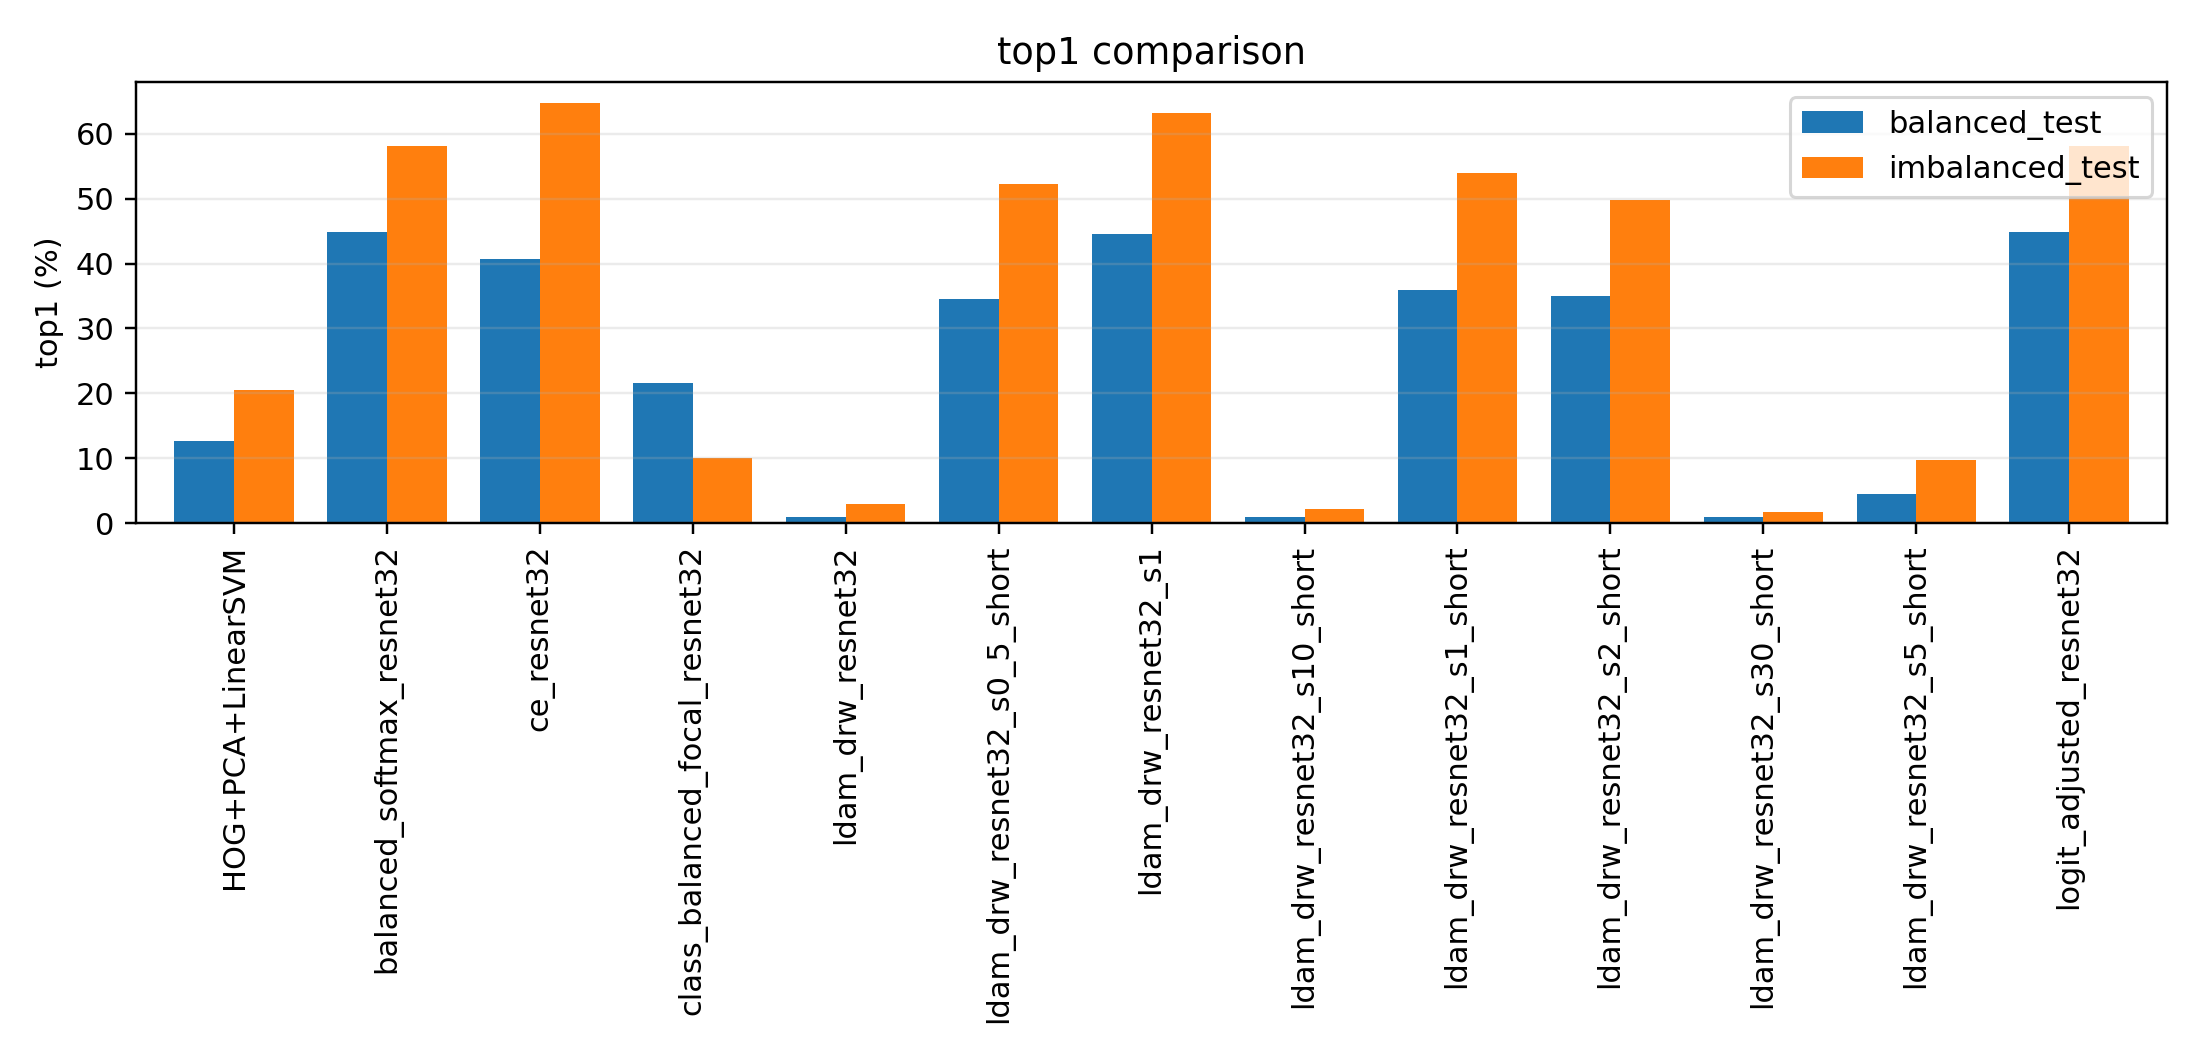 top1 comparison
top1 (%)
60
50
40
30
20
10
0
balanced_test
imbalanced_test
HOG+PCA+LinearSVM
balanced_softmax_resnet32
ce_resnet32
class_balanced_focal_resnet32
ldam_drw_resnet32
ldam_drw_resnet32_s0_5_short
ldam_drw_resnet32_s1
ldam_drw_resnet32_s10_short
ldam_drw_resnet32_s1_short
ldam_drw_resnet32_s2_short
ldam_drw_resnet32_s30_short
ldam_drw_resnet32_s5_short
logit_adjusted_resnet32